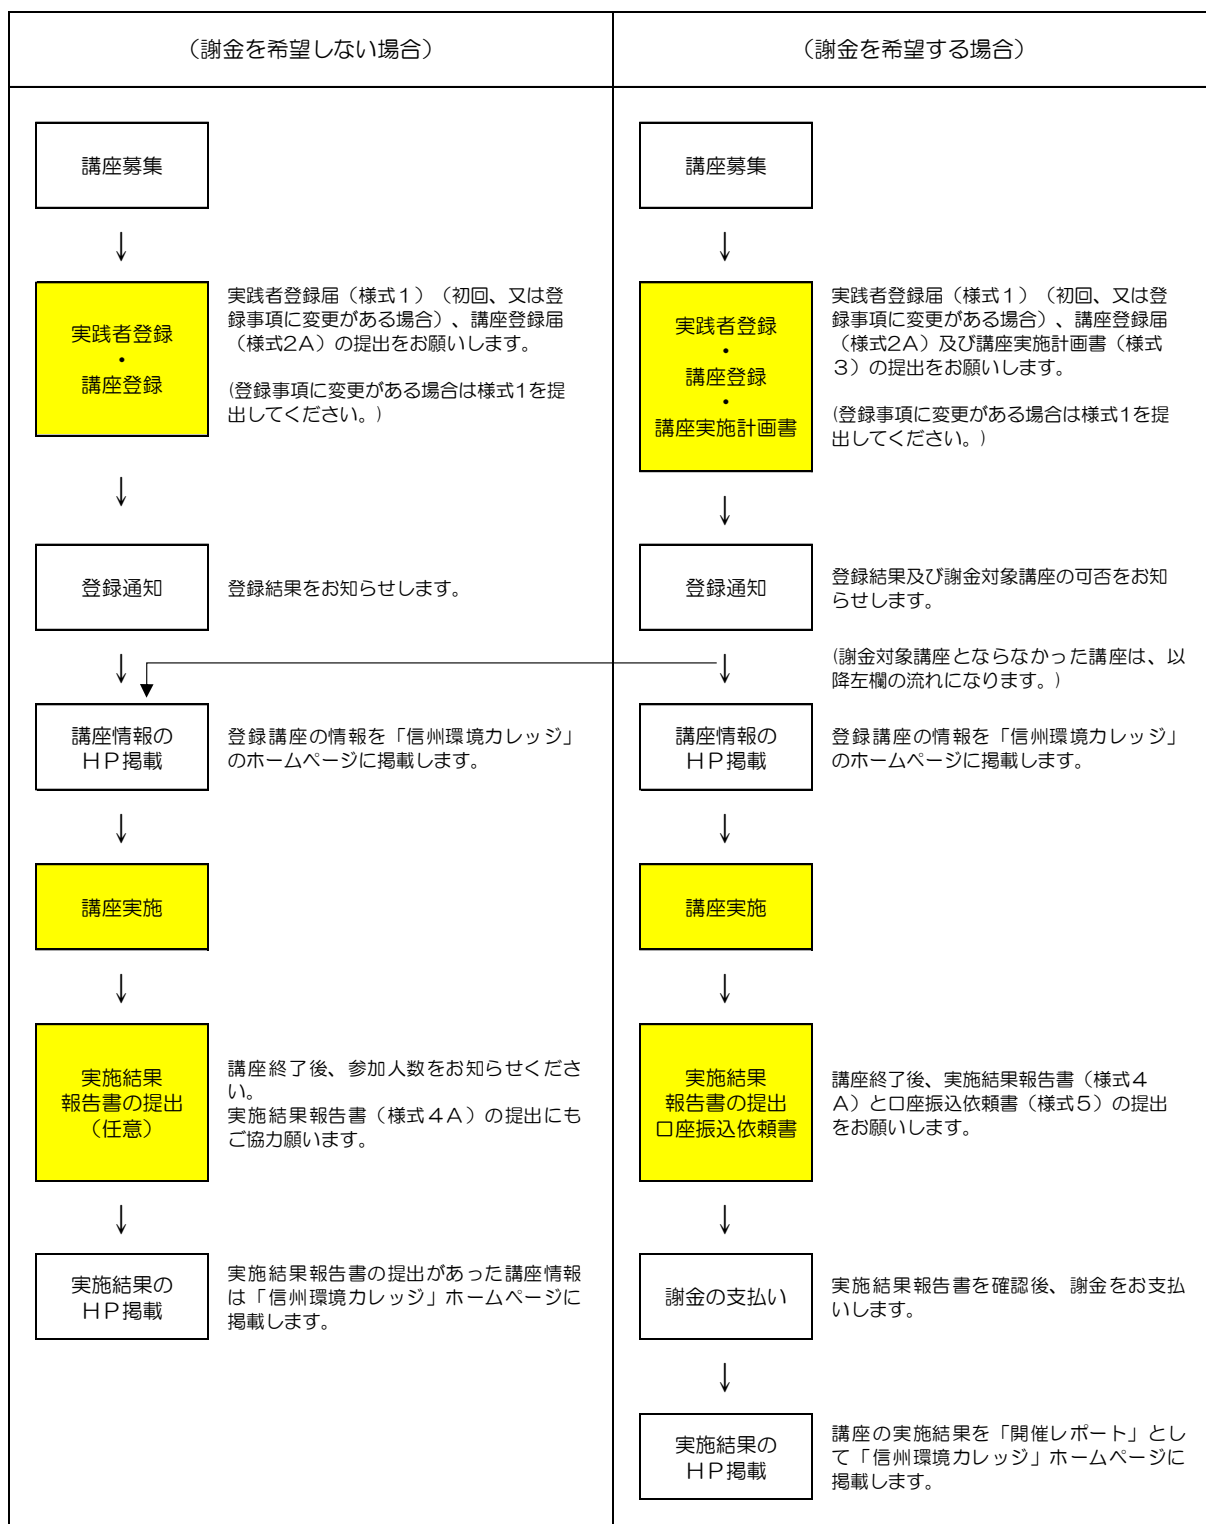 （謝金を希望しない場合）
講座募集
↓
実践者登録
・
講座登録
実践者登録届（様式１）（初回、又は登
録事項に変更がある場合）、講座登録届
（様式2A）の提出をお願いします。
(登録事項に変更がある場合は様式1を提
出してください。)
↓
登録通知
登録結果をお知らせします。
↓
講座情報の
ＨＰ掲載
登録講座の情報を「信州環境カレッジ」
のホームページに掲載します。
↓
講座実施
↓
実施結果
報告書の提出
（任意）
講座終了後、参加人数をお知らせくださ
い。
実施結果報告書（様式４Ａ）の提出にも
ご協力願います。
↓
実施結果の
ＨＰ掲載
実施結果報告書の提出があった講座情報
は「信州環境カレッジ」ホームページに
掲載します。
（謝金を希望する場合）
講座募集
↓
実践者登録
・
講座登録
・
講座実施計画書
実践者登録届（様式１）（初回、又は登
録事項に変更がある場合）、講座登録届
（様式2A）及び講座実施計画書（様式
３）の提出をお願いします。
(登録事項に変更がある場合は様式1を提
出してください。)
↓
登録通知
登録結果及び謝金対象講座の可否をお知
らせします。
↓
(謝金対象講座とならなかった講座は、以
降左欄の流れになります。)
講座情報の
ＨＰ掲載
登録講座の情報を「信州環境カレッジ」
のホームページに掲載します。
↓
講座実施
↓
実施結果
報告書の提出
口座振込依頼書
講座終了後、実施結果報告書（様式４
Ａ）と口座振込依頼書（様式５）の提出
をお願いします。
↓
謝金の支払い
実施結果報告書を確認後、謝金をお支払
いします。
↓
実施結果の
ＨＰ掲載
講座の実施結果を「開催レポート」とし
て「信州環境カレッジ」ホームページに
掲載します。